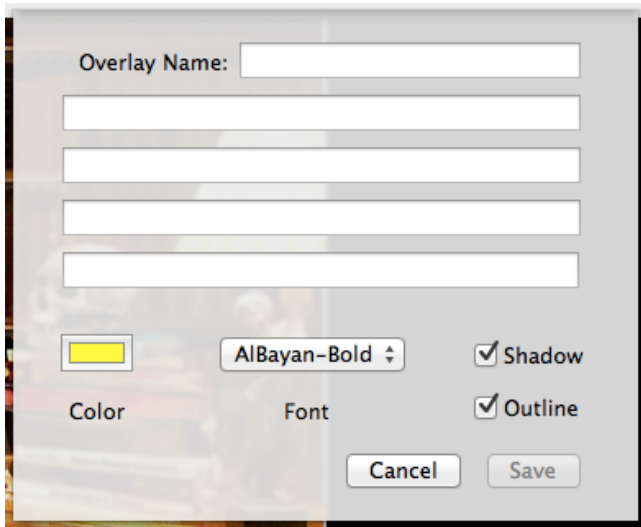 Overlay Name:
AlBayan-Bold
Shadow
Color
Font
Outline
Cancel
Save